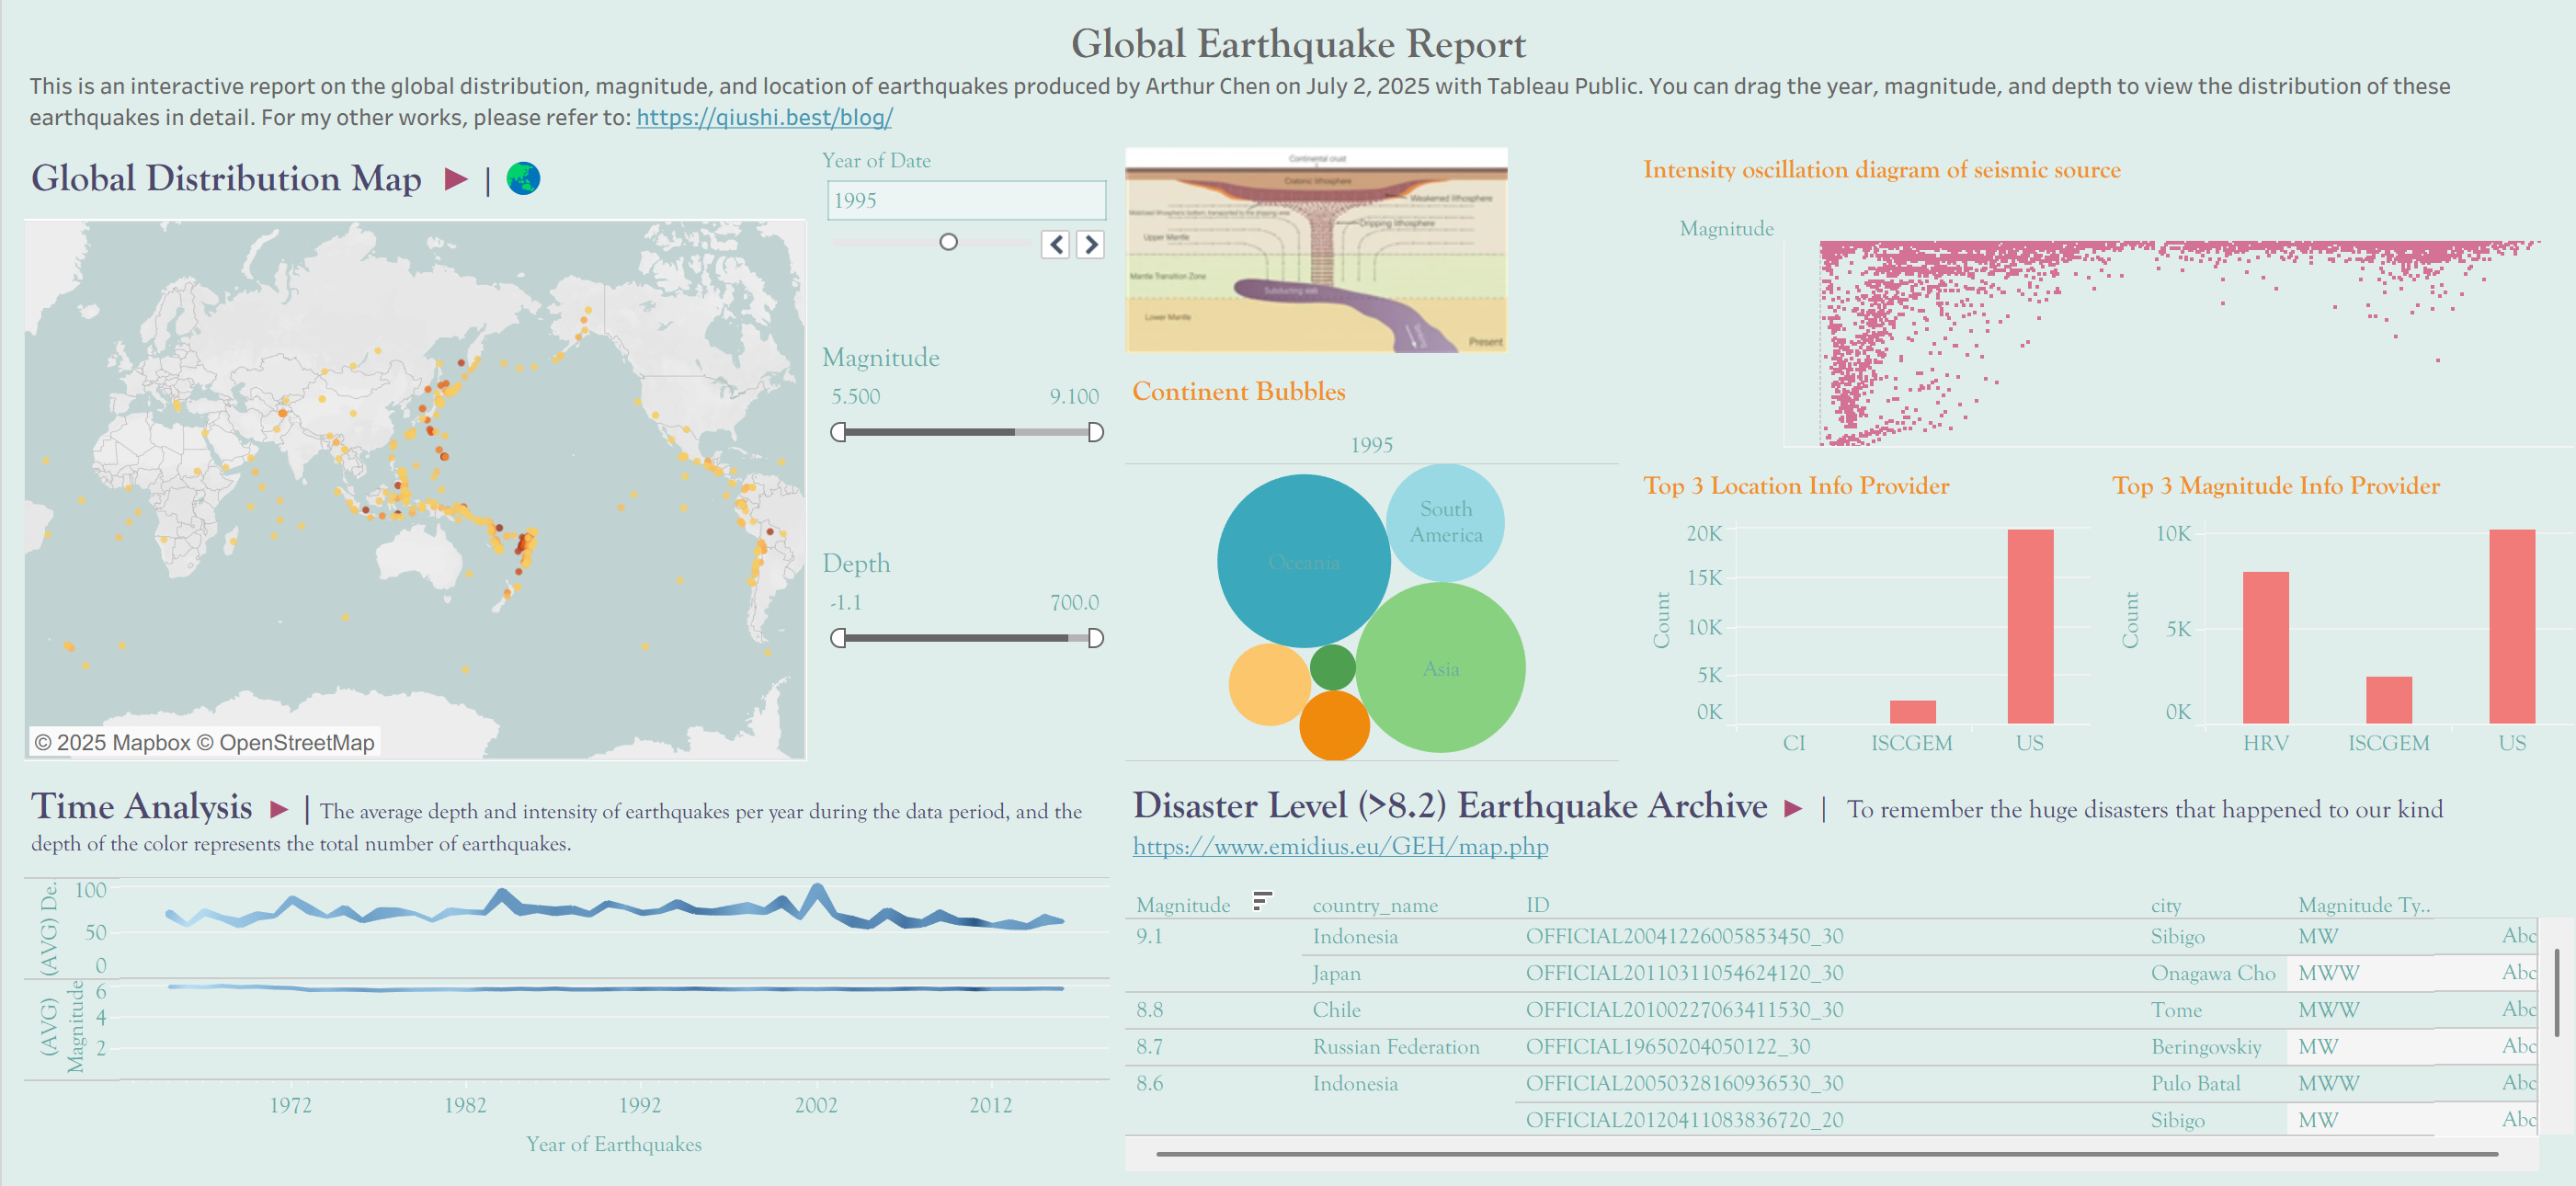 Global Earthquake Report
This is an interactive report on the global distribution, magnitude, and location of earthquakes produced by Arthur Chen on July 2, 2025 with Tableau Public. You can drag the year, magnitude, and depth to view the distribution of these
earthquakes in detail. For my other works, please refer to: https://qiushi.best/blog/
Global Distribution Map ▶ |
© 2025 Mapbox © OpenStreetMap
Year of Date
1995
Magnitude
5.500 9.100
Depth
-1.1 700.0
Continental crust
Cratonic lithosphere
Weakened lithosphere
Dripping lithosphere
Upper Mantle
Mantle Transition Zone
Subducting slab
Lower Mantle
Present
Continent Bubbles
1995
South
America
Oceania
Asia
Intensity oscillation diagram of seismic source
Magnitude
Top 3 Location Info Provider
Count
20K
15K
10K
5K
0K
CI ISCGEM US
Top 3 Magnitude Info Provider
Count
10K
5K
0K
HRV ISCGEM US
Time Analysis ▶ | The average depth and intensity of earthquakes per year during the data period, and the
depth of the color represents the total number of earthquakes.
(AVG) De.
100
50
0
(AVG)
Magnitude
6
4
2
1972 1982 1992 2002 2012
Year of Earthquakes
Disaster Level (>8.2) Earthquake Archive ▶ | To remember the huge disasters that happened to our kind
https://www.emidius.eu/GEH/map.php
Magnitude country_name ID city Magnitude Ty..
9.1 Indonesia OFFICIAL20041226005853450_30 Sibigo MW Abc
Japan OFFICIAL20110311054624120_30 Onagawa Cho MWW Abc
8.8 Chile OFFICIAL20100227063411530_30 Tome MWW Abc
8.7 Russian Federation OFFICIAL19650204050122_30 Beringovskiy MW Abc
8.6 Indonesia OFFICIAL20050328160936530_30 Pulo Batal MWW Abc
OFFICIAL20120411083836720_20 Sibigo MW Abc